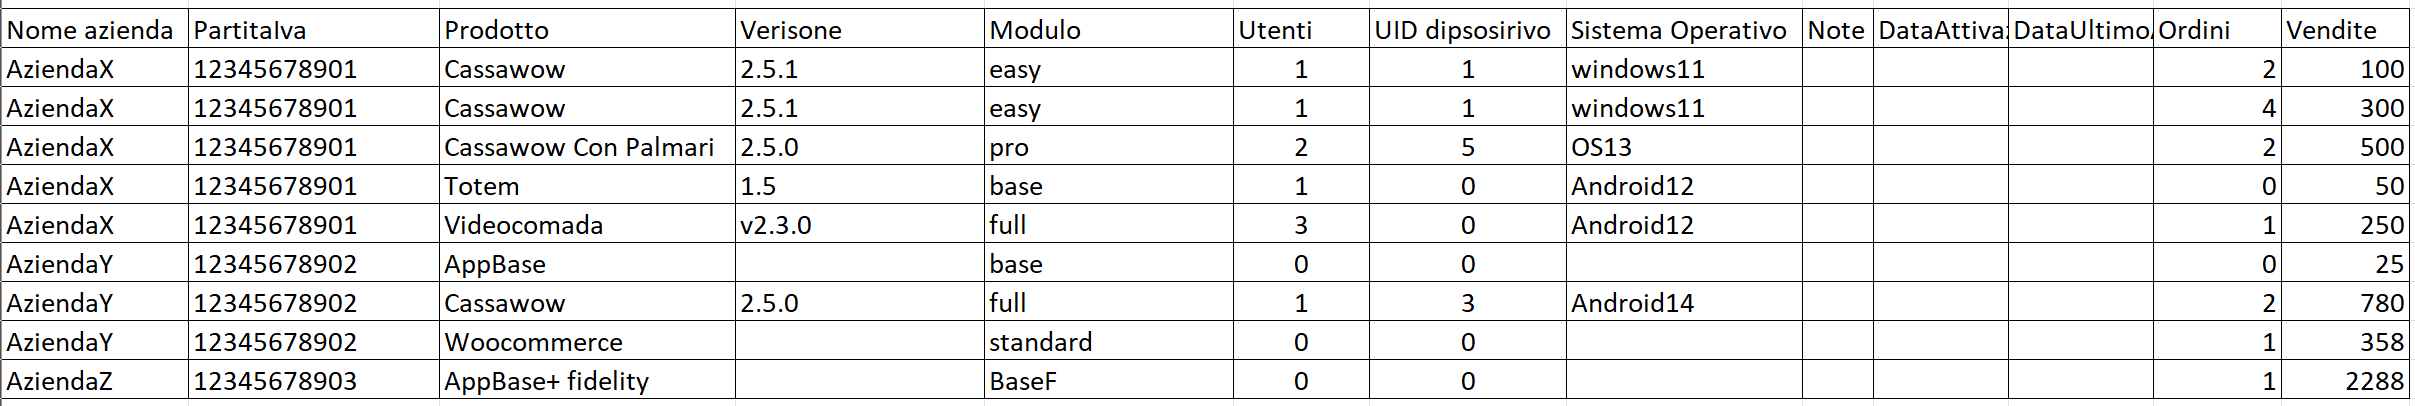 Nome azienda PartitaIva Prodotto Verisone Modulo Utenti UID dipsosirivo Sistema Operativo Note DataAttiva DataUltimo Ordini Vendite
AziendaX 12345678901 Cassawow 2.5.1 easy 1 1 windows11 2 100
AziendaX 12345678901 Cassawow 2.5.1 easy 1 1 windows11 4 300
AziendaX 12345678901 Cassawow Con Palmari 2.5.0 pro 2 5 OS13 2 500
AziendaX 12345678901 Totem 1.5 base 1 0 Android12 0 50
AziendaX 12345678901 Videocomada v2.3.0 full 3 0 Android12 1 250
AziendaY 12345678902 AppBase base 0 0 0 25
AziendaY 12345678902 Cassawow 2.5.0 full 1 3 Android14 2 780
AziendaY 12345678902 Woocommerce standard 0 0 1 358
AziendaZ 12345678903 AppBase+ fidelity BaseF 0 0 1 2288